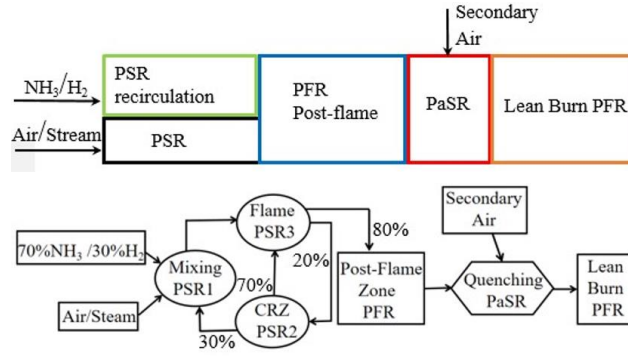 Secondary
Air
NH₃/H₂
PSR
recirculation
PFR
Post-flame
PaSR
Lean Burn PFR
Air/Stream
PSR
Secondary
Air
Flame
PSR3
80%
70%NH₃ /30%H₂
Mixing
PSR1
70%
20%
Post-Flame
Zone
PFR
Quenching
PaSR
Lean
Burn
PFR
Air/Steam
CRZ
PSR2
30%